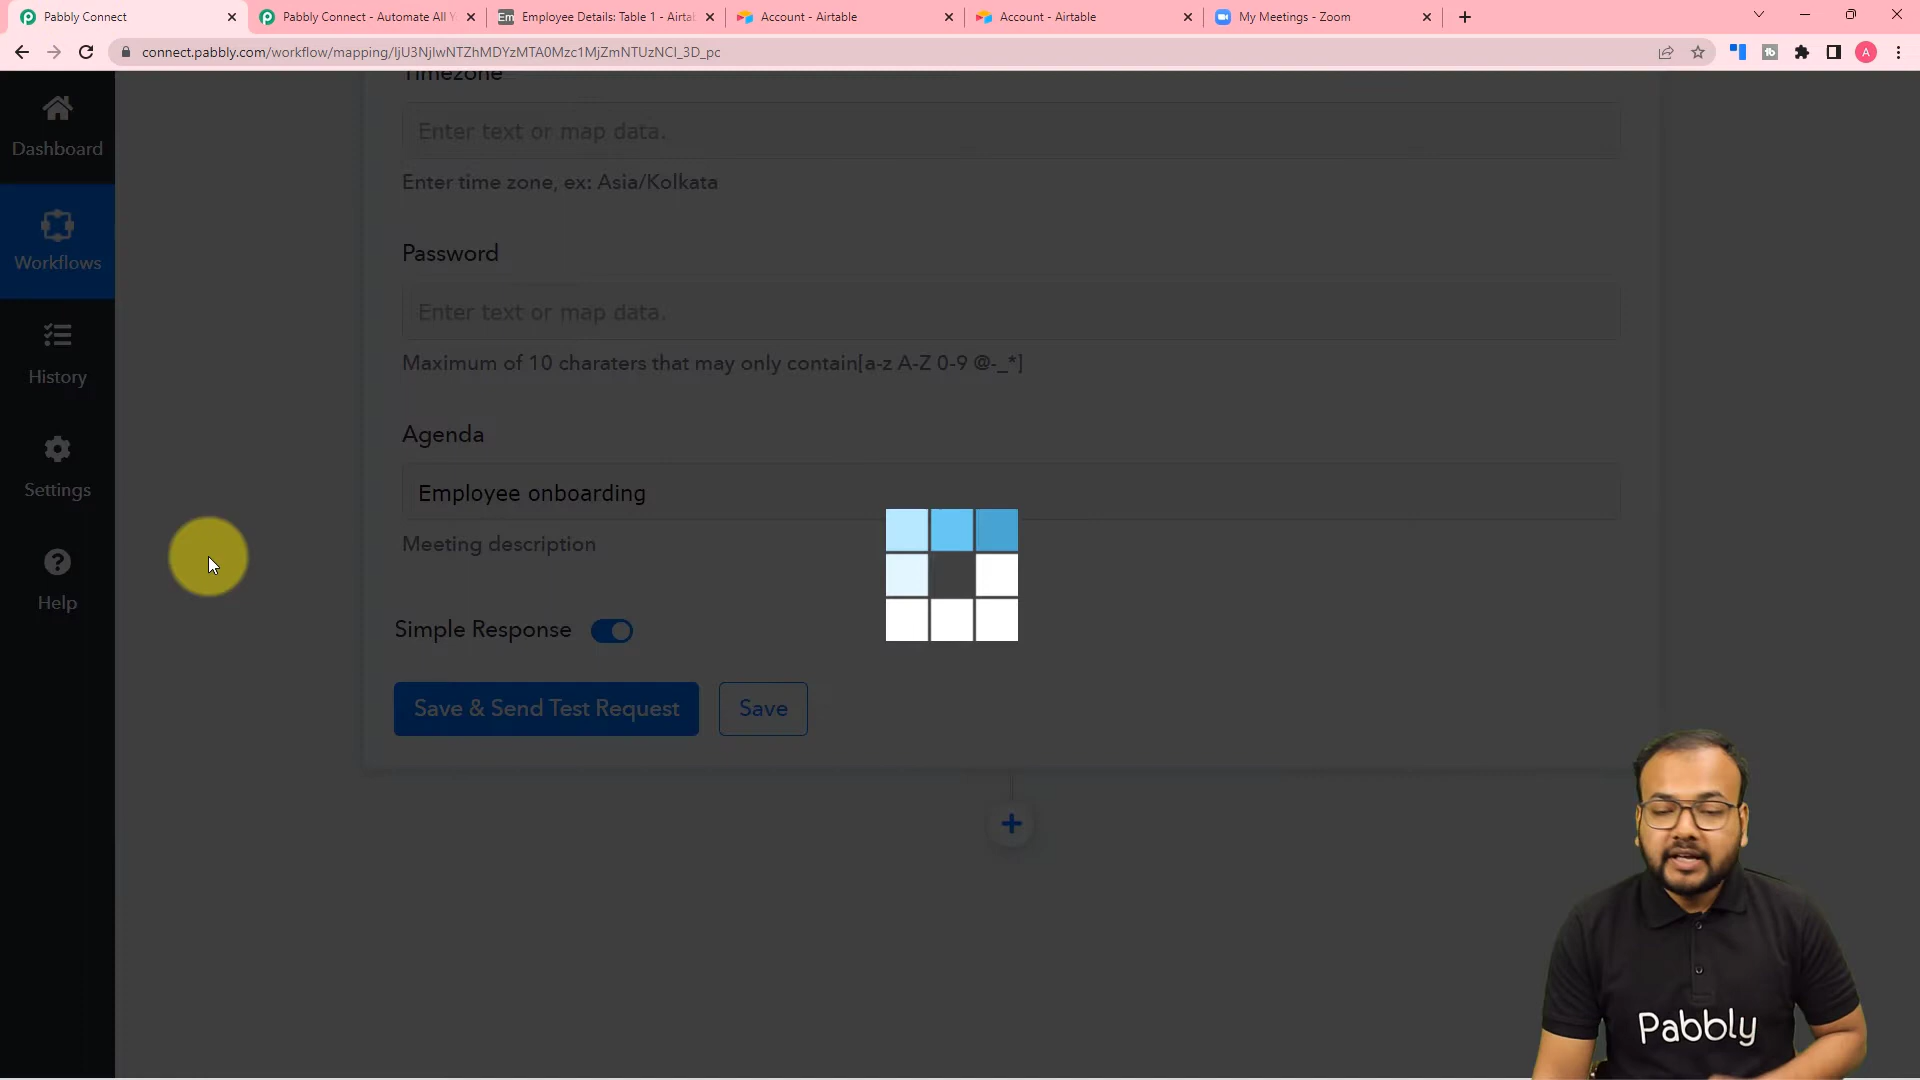 Pabbly Connect
Pabbly Connect - Automate All Y
Em
Employee Details: Table 1 - Airta
Account - Airtable
Account - Airtable
My Meetings - Zoom
connect.pabbly.com/workflow/mapping/IjU3NjIwNTZhMDYzMTA0Mzc1MjZmNTUzNCI_3D_pc
A
Dashboard
Workflows
History
Settings
Help
Timezone
Enter text or map data.
Enter time zone, ex: Asia/Kolkata
Password
Enter text or map data.
Maximum of 10 charaters that may only contain[a-z A-Z 0-9 @-_*]
Agenda
Employee onboarding
Meeting description
Simple Response
Save & Send Test Request
Save
Pabbly